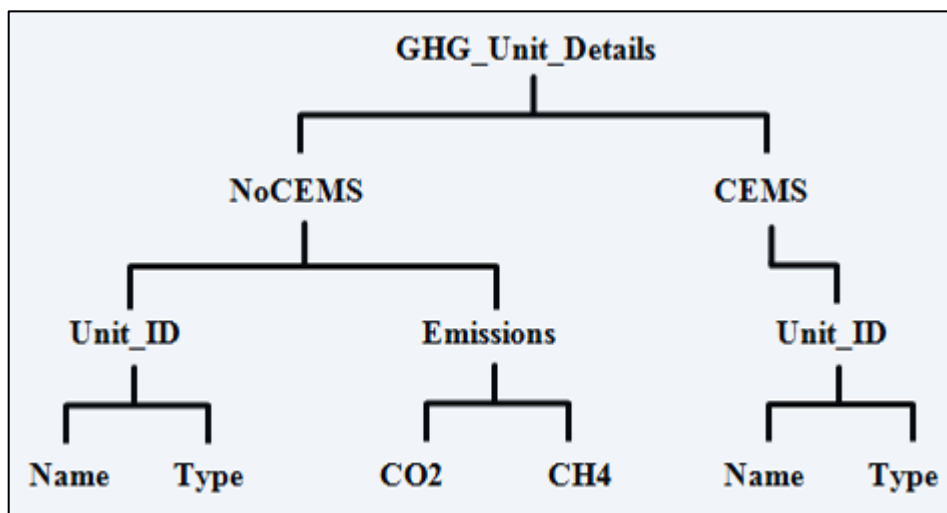 GHG_Unit_Details
NoCEMS CEMS
Unit_ID Emissions Unit_ID
Name Type CO2 CH4 Name Type